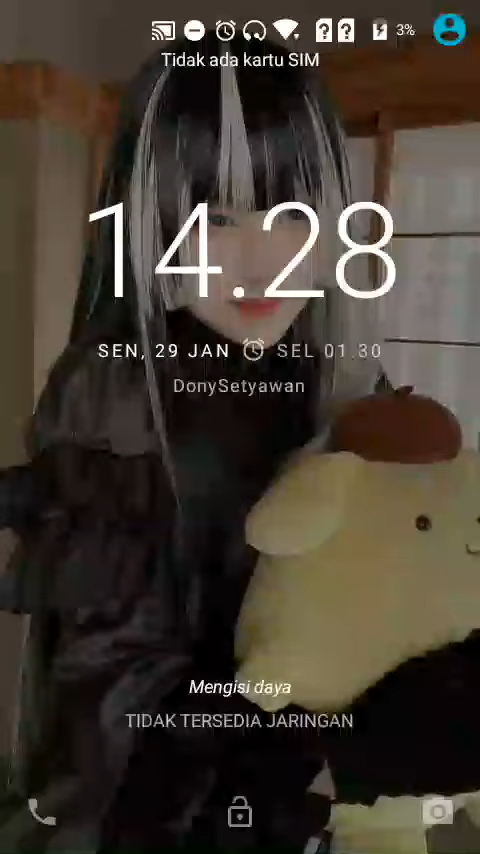 3%
Tidak ada kartu SIM
14.28
SEN, 29 JAN SEL 01.30
DonySetyawan
Mengisi daya
TIDAK TERSEDIA JARINGAN